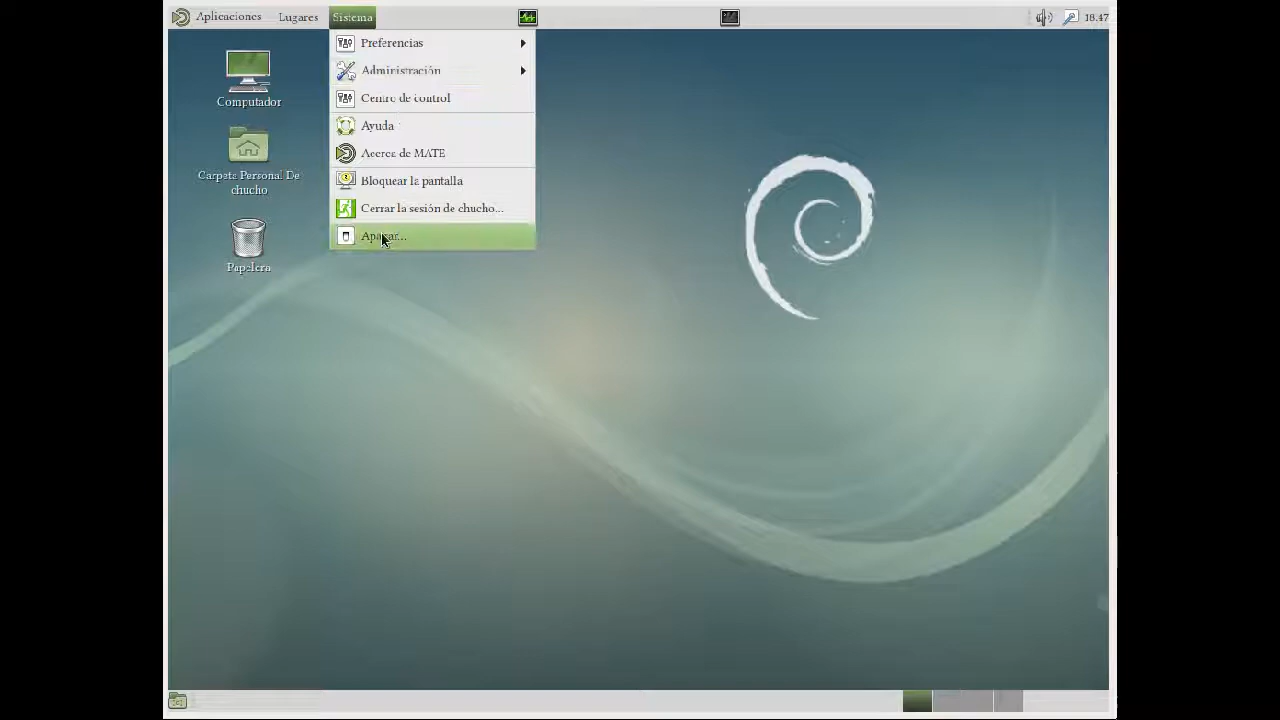 Aplicaciones Lugares Sistema 18:47
Preferencias
Administración
Centro de control
Ayuda
Acerca de MATE
Bloquear la pantalla
Cerrar la sesión de chucho...
Apagar...
Computador
Carpeta Personal De
chucho
Papelera